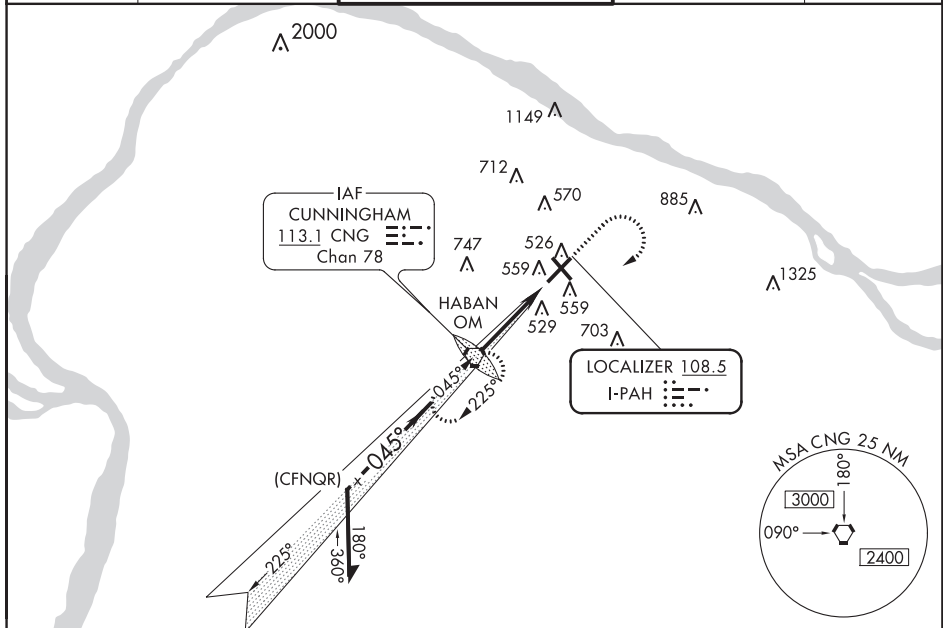 2000
1149
712
570
885
IAF
CUNNINGHAM
113.1 CNG
Chan 78
747
526
559
1325
HABAN
OM
529
559
703
LOCALIZER 108.5
I-PAH
045°
225°
045°
(CFNQR)
MSA CNG 25 NM
180°
3000
090°
2400
180°
360°
225°